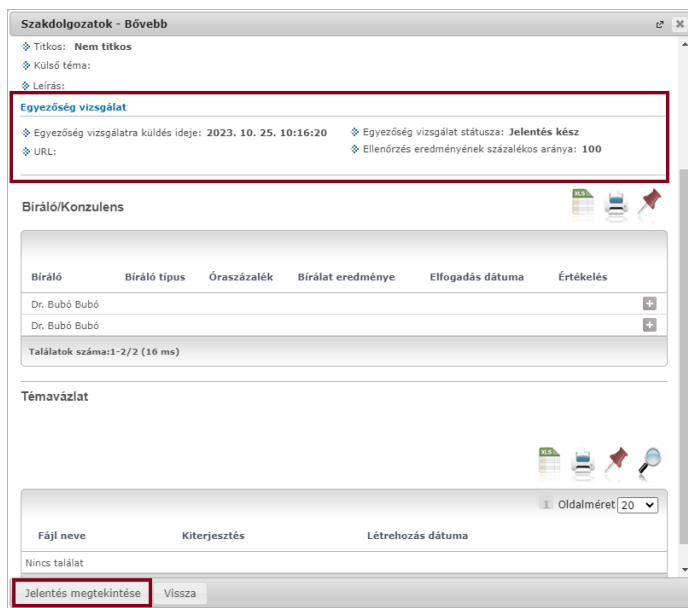 Szakdolgozatok - Bővebb
Titkos: Nem titkos
Külső téma:
Leírás:
Egyezőség vizsgálat
Egyezőség vizsgálatra küldés ideje: 2023. 10. 25. 10:16:20
Egyezőség vizsgálat státusza: Jelentés kész
URL:
Ellenőrzés eredményének százalékos aránya: 100
XLS
Bíráló/Konzulens
Bíráló Bíráló típus Óraszázalék Bírálat eredménye Elfogadás dátuma Értékelés
Dr. Bubó Bubó
Dr. Bubó Bubó
Találatok száma:1-2/2 (16 ms)
Témavázlat
XLS
1 Oldalméret 20
Fájl neve Kiterjesztés Létrehozás dátuma
Nincs találat
Jelentés megtekintése Vissza